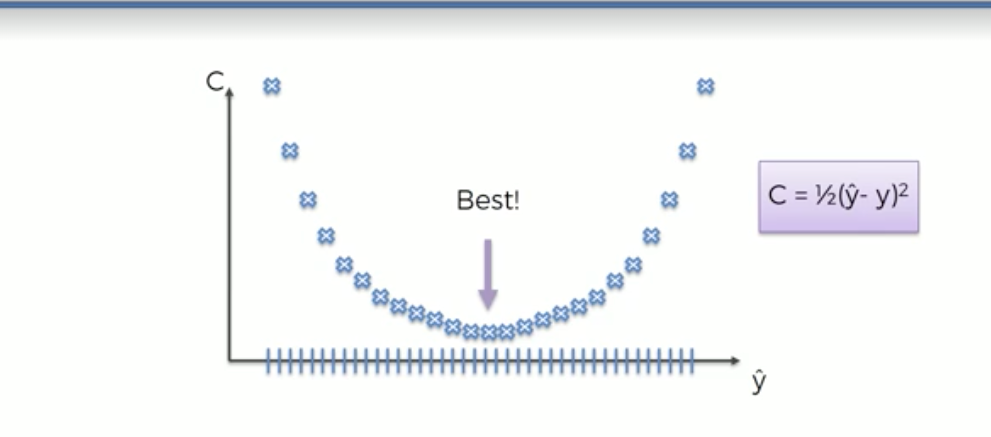 C
Best!
C = ½(ŷ- y)²
ŷ